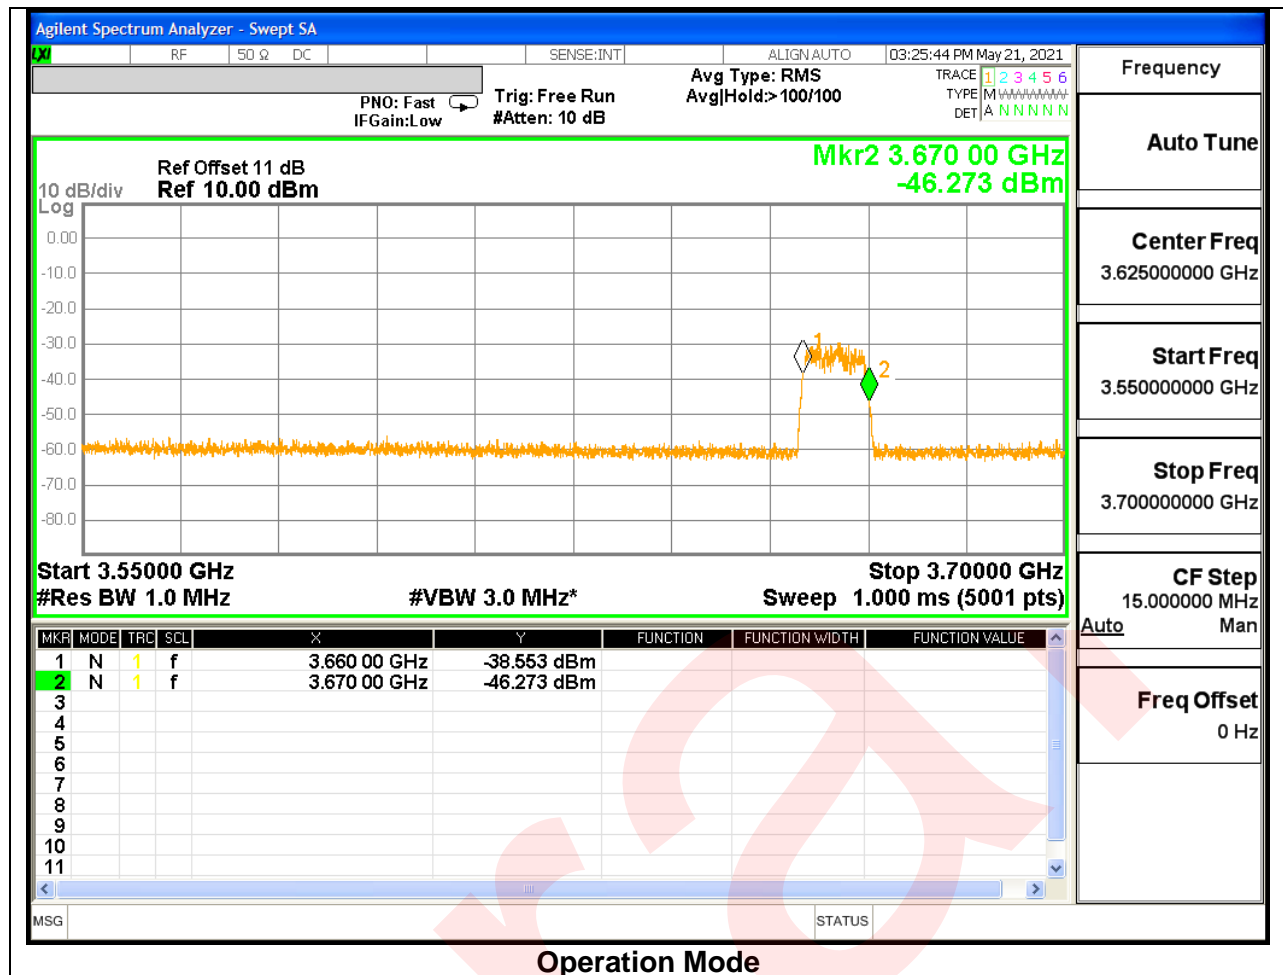 Agilent Spectrum Analyzer - Swept SA
LXI RF 50 Ω DC SENSE:INT ALIGN AUTO 03:25:44 PM May 21, 2021
Frequency
Avg Type: RMS TRACE 1 2 3 4 5 6
PNO: Fast Trig: Free Run Avg|Hold:>100/100 TYPE M
IFGain:Low #Atten: 10 dB DET A N N N N N
Auto Tune
Mkr2 3.670 00 GHz
Ref Offset 11 dB
10 dB/div Ref 10.00 dBm -46.273 dBm
Log
0.00
-10.0
-20.0
-30.0
-40.0
-50.0
-60.0
-70.0
-80.0
1
2
Center Freq
3.625000000 GHz
Start Freq
3.550000000 GHz
Stop Freq
3.700000000 GHz
Start 3.55000 GHz Stop 3.70000 GHz
#Res BW 1.0 MHz #VBW 3.0 MHz* Sweep 1.000 ms (5001 pts)
CF Step
15.000000 MHz
Auto Man
MKR MODE TRC SCL X Y FUNCTION FUNCTION WIDTH FUNCTION VALUE
1 N 1 f 3.660 00 GHz -38.553 dBm
2 N 1 f 3.670 00 GHz -46.273 dBm
3
4
5
6
7
8
9
10
11
Freq Offset
0 Hz
MSG STATUS
Operation Mode